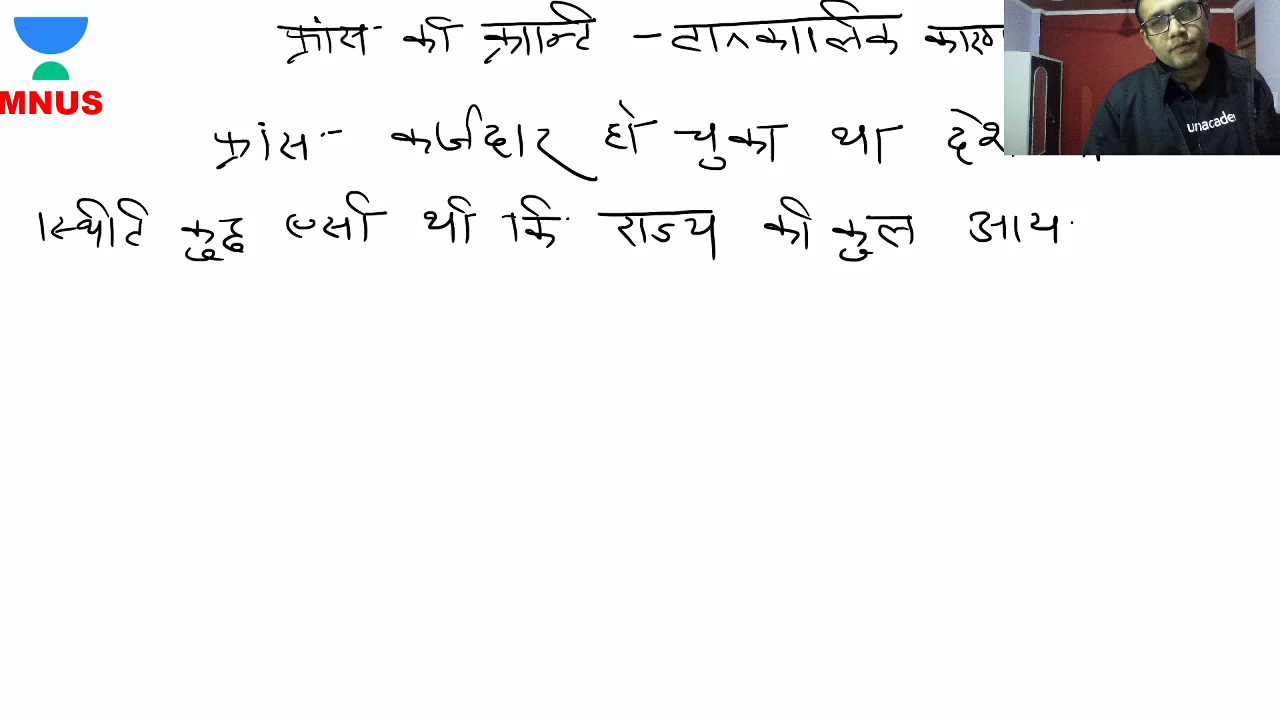 फ्रांस की क्रान्ति - तात्कालिक कारण
MNUS
unacade
फ्रांस - कर्जदार हो चुका था
स्थिति कुछ ऐसी थी कि राज्य की कुल आय